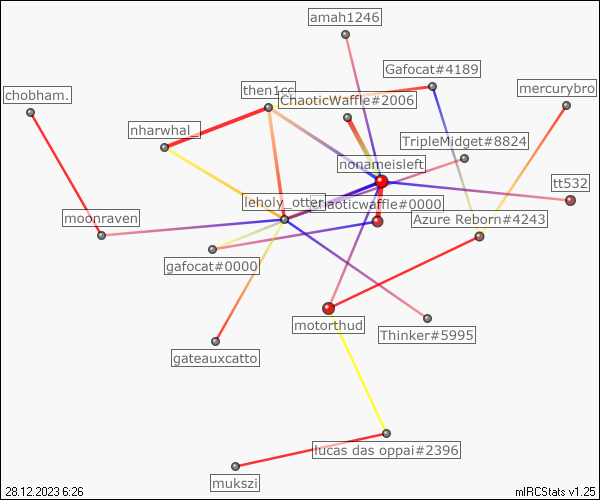 amah1246
Gafocat#4189
then1cc
mercurybro
chobham.
ChaoticWaffle#2006
nharwhal_
TripleMidget#8824
nonameisleft
tt532
leholy_otter
chaoticwaffle#0000
moonraven
Azure Reborn#4243
gafocat#0000
motorthud
Thinker#5995
gateauxcatto
lucas das oppai#2396
mukszi
28.12.2023 6:26
mIRCStats v1.25